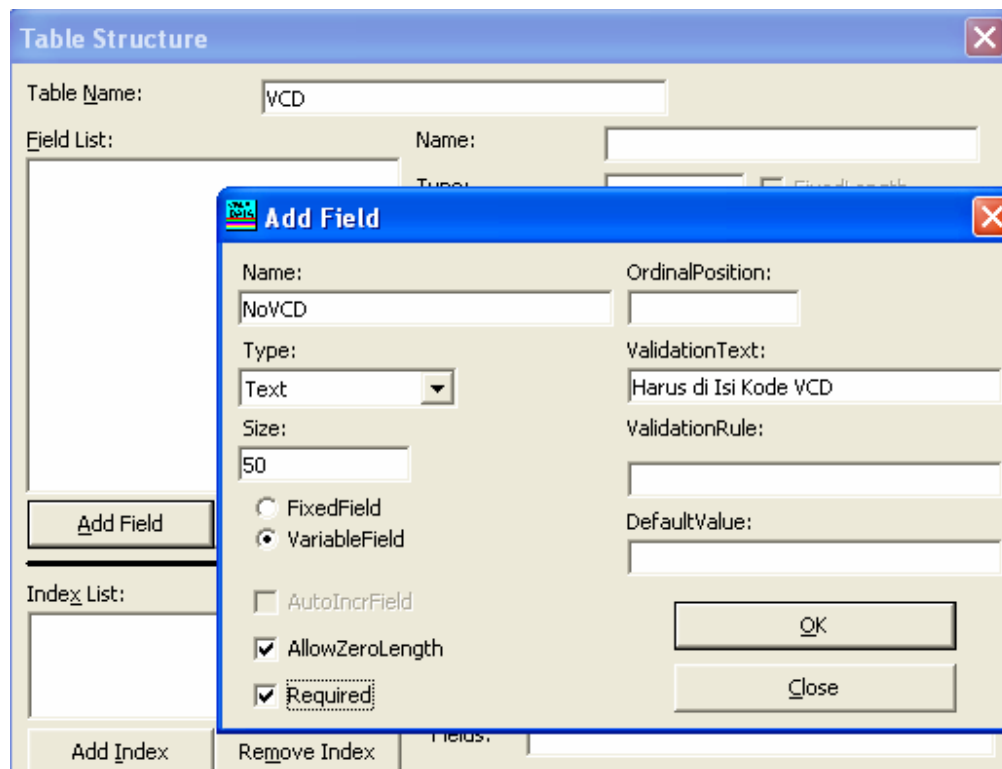 Table Structure
Table Name:
VCD
Field List:
Name:
Add Field
Name:
NoVCD
OrdinalPosition:
Type:
Text
ValidationText:
Harus di Isi Kode VCD
Size:
50
ValidationRule:
FixedField
VariableField
DefaultValue:
AutoIncrField
AllowZeroLength
Required
OK
Close
Add Field
Index List:
Add Index
Remove Index